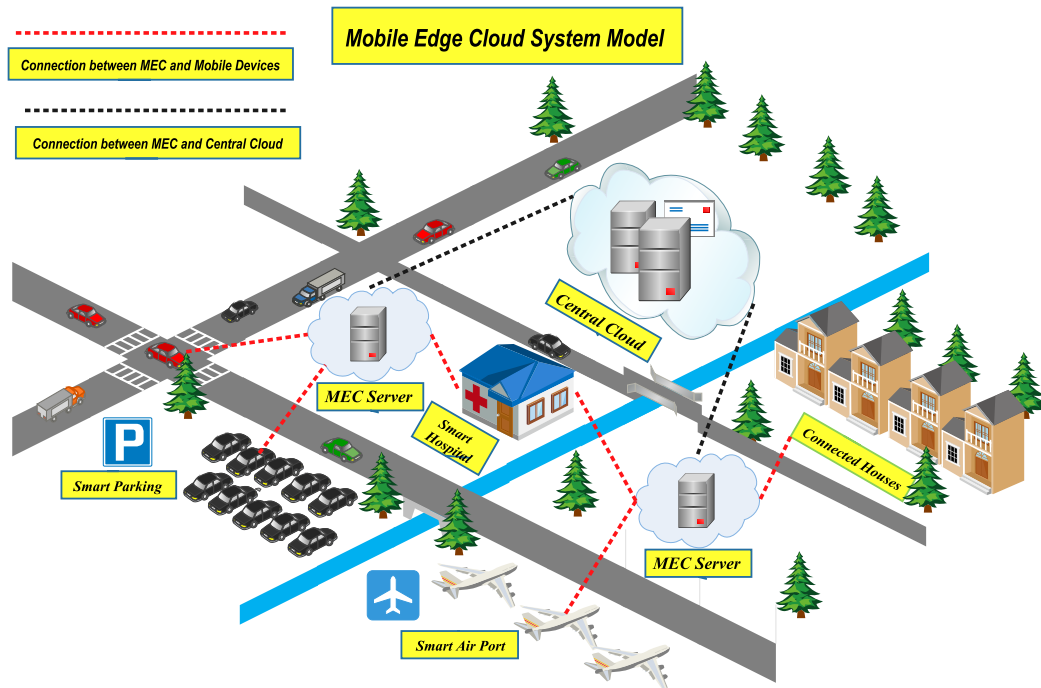 Mobile Edge Cloud System Model
Connection between MEC and Mobile Devices
Connection between MEC and Central Cloud
Central Cloud
MEC Server
Smart
Hospital
P
Smart Parking
Connected Houses
MEC Server
Smart Air Port